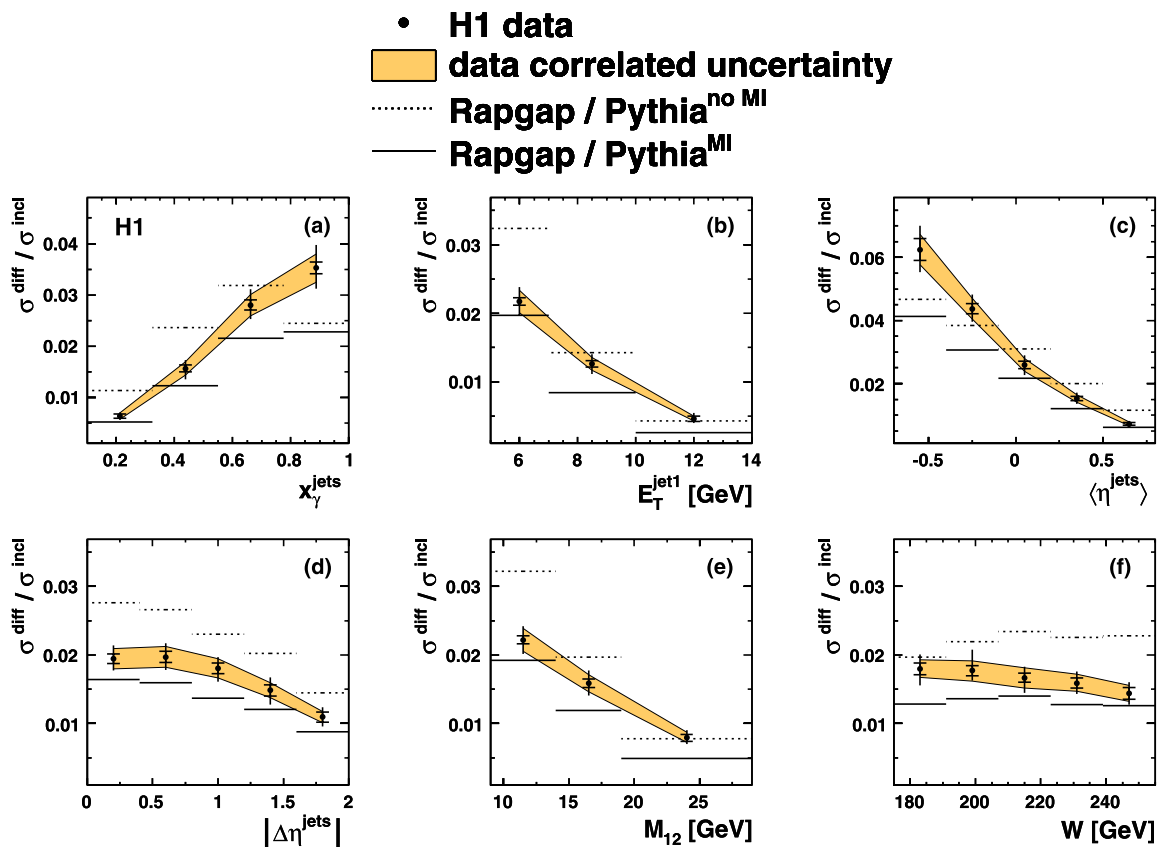 H1 data
data correlated uncertainty
Rapgap / Pythia^no MI
Rapgap / Pythia^MI
H1 (a)
σ^diff / σ^incl
0.04
0.03
0.02
0.01
0.2 0.4 0.6 0.8 1
x_γ^jets
(b)
σ^diff / σ^incl
0.03
0.02
0.01
6 8 10 12 14
E_T^jet1 [GeV]
(c)
σ^diff / σ^incl
0.06
0.04
0.02
-0.5 0 0.5
⟨η^jets⟩
(d)
σ^diff / σ^incl
0.03
0.02
0.01
0 0.5 1 1.5 2
|Δη^jets|
(e)
σ^diff / σ^incl
0.03
0.02
0.01
10 15 20 25
M_12 [GeV]
(f)
σ^diff / σ^incl
0.03
0.02
0.01
180 200 220 240
W [GeV]